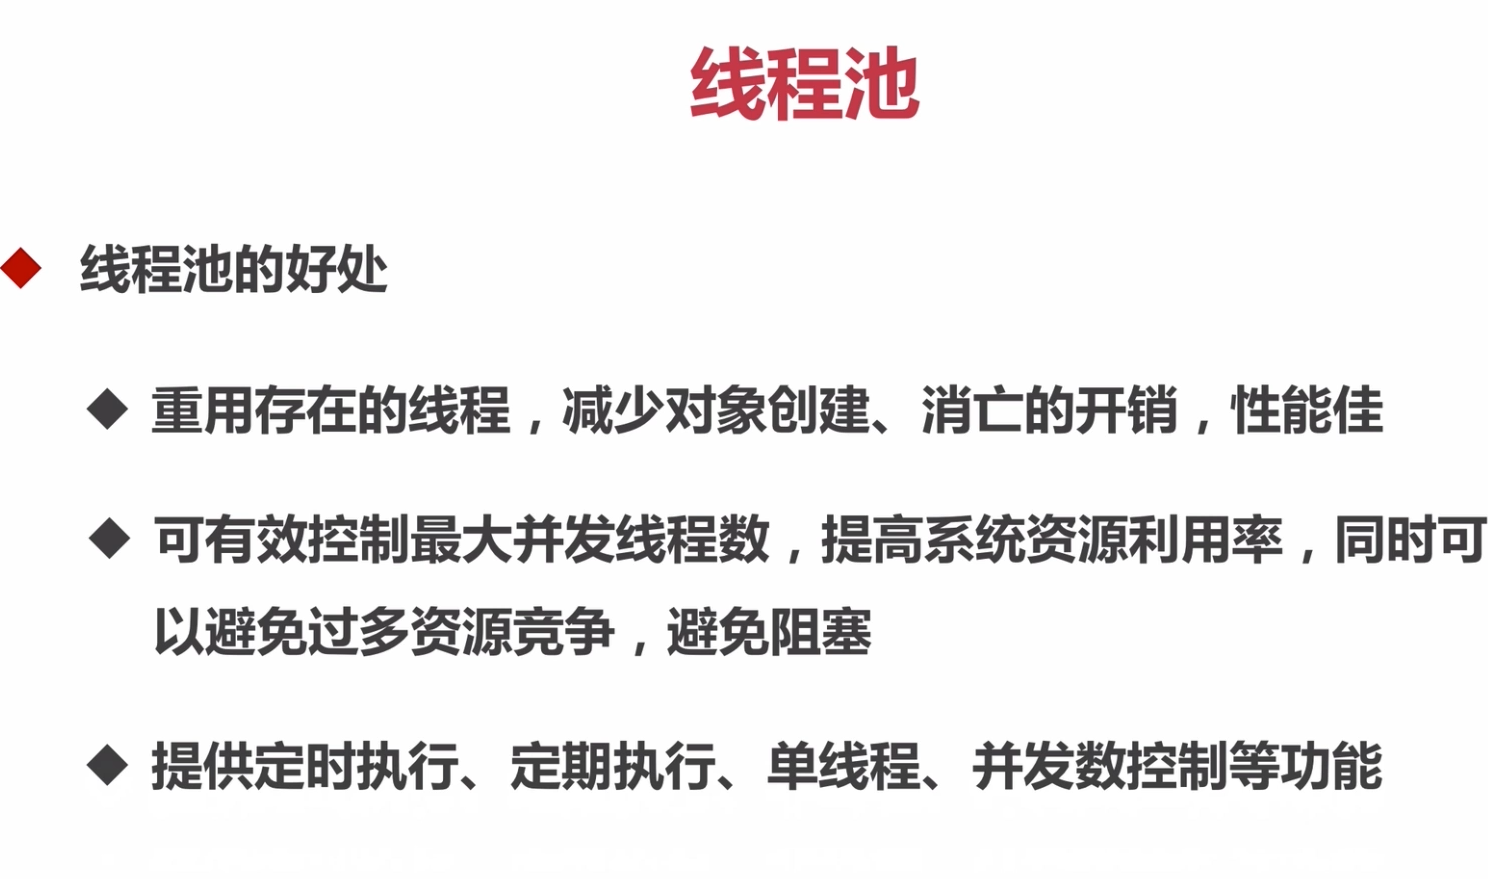 线程池
线程池的好处
重用存在的线程，减少对象创建、消亡的开销，性能佳
可有效控制最大并发线程数，提高系统资源利用率，同时可
以避免过多资源竞争，避免阻塞
提供定时执行、定期执行、单线程、并发数控制等功能